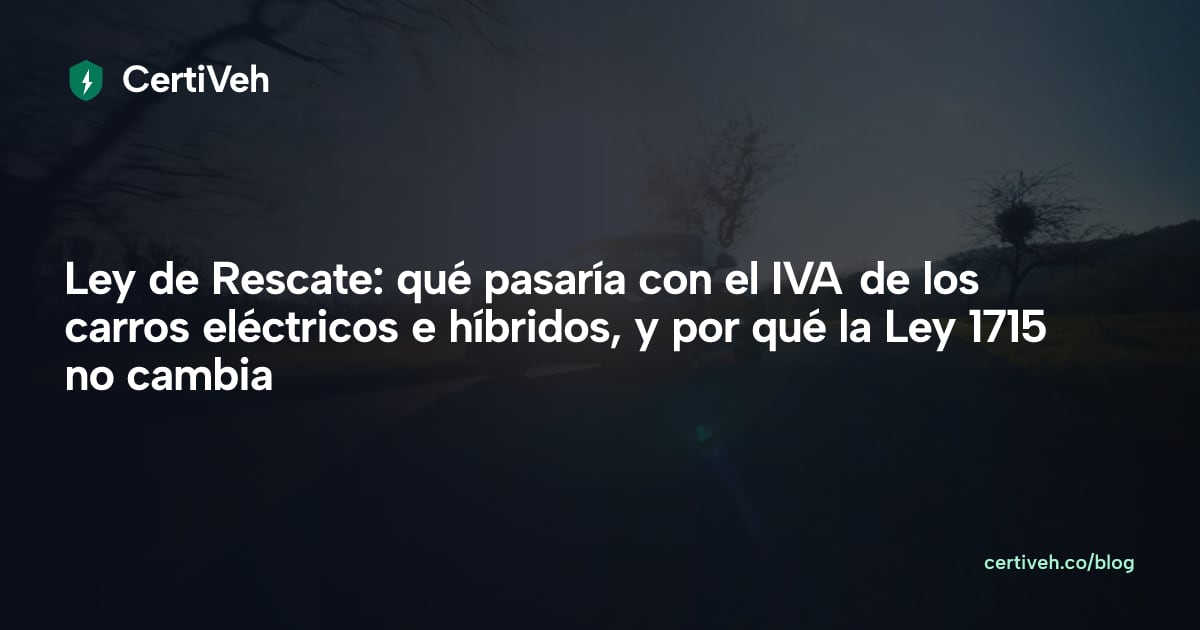 CertiVeh
Ley de Rescate: qué pasaría con el IVA de los
carros eléctricos e híbridos, y por qué la Ley 1715
no cambia
certiveh.co/blog